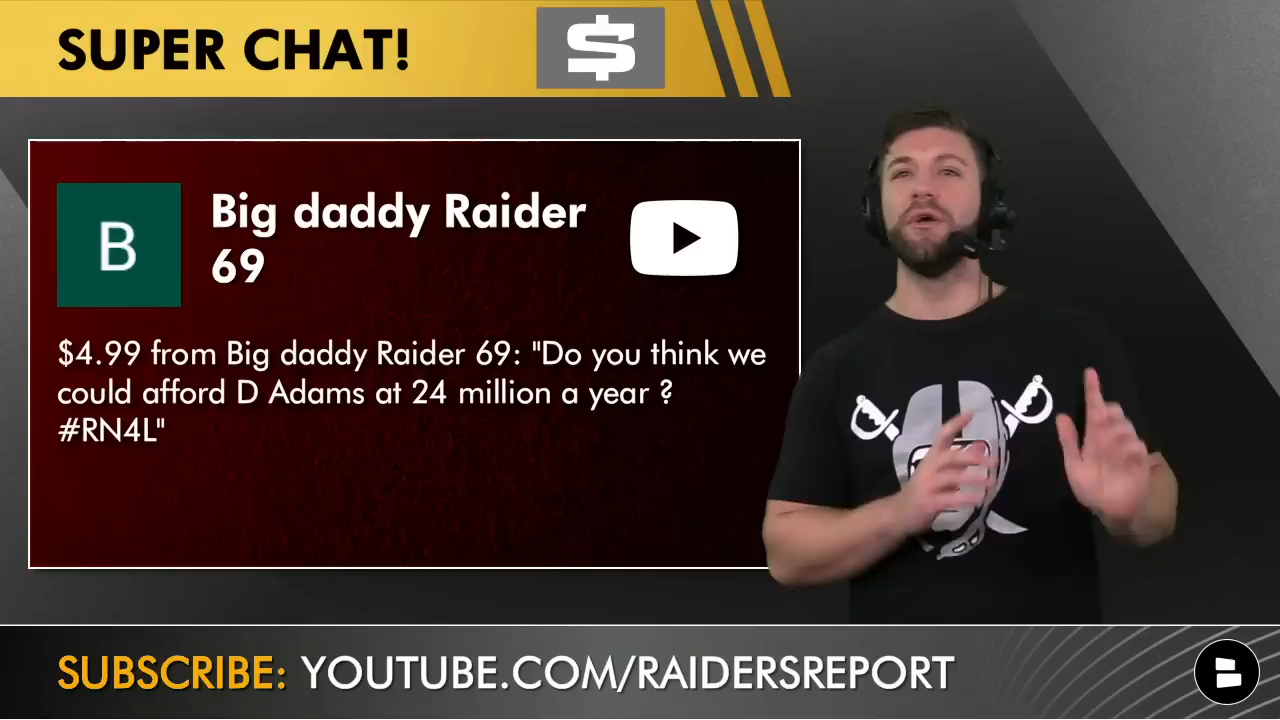 SUPER CHAT!
$
B
Big daddy Raider
69
$4.99 from Big daddy Raider 69: "Do you think we
could afford D Adams at 24 million a year ?
#RN4L"
SUBSCRIBE: YOUTUBE.COM/RAIDERSREPORT